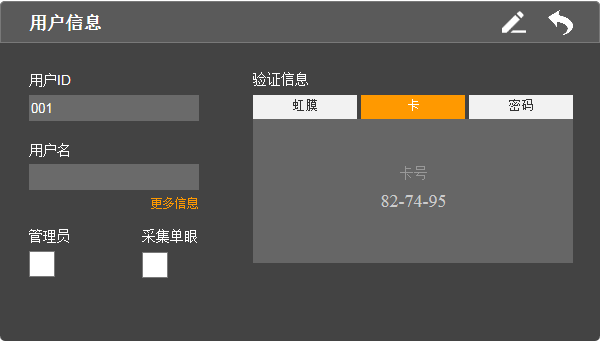 用户信息
用户ID
001
用户名
更多信息
管理员
采集单眼
验证信息
虹膜
卡
密码
卡号
82-74-95